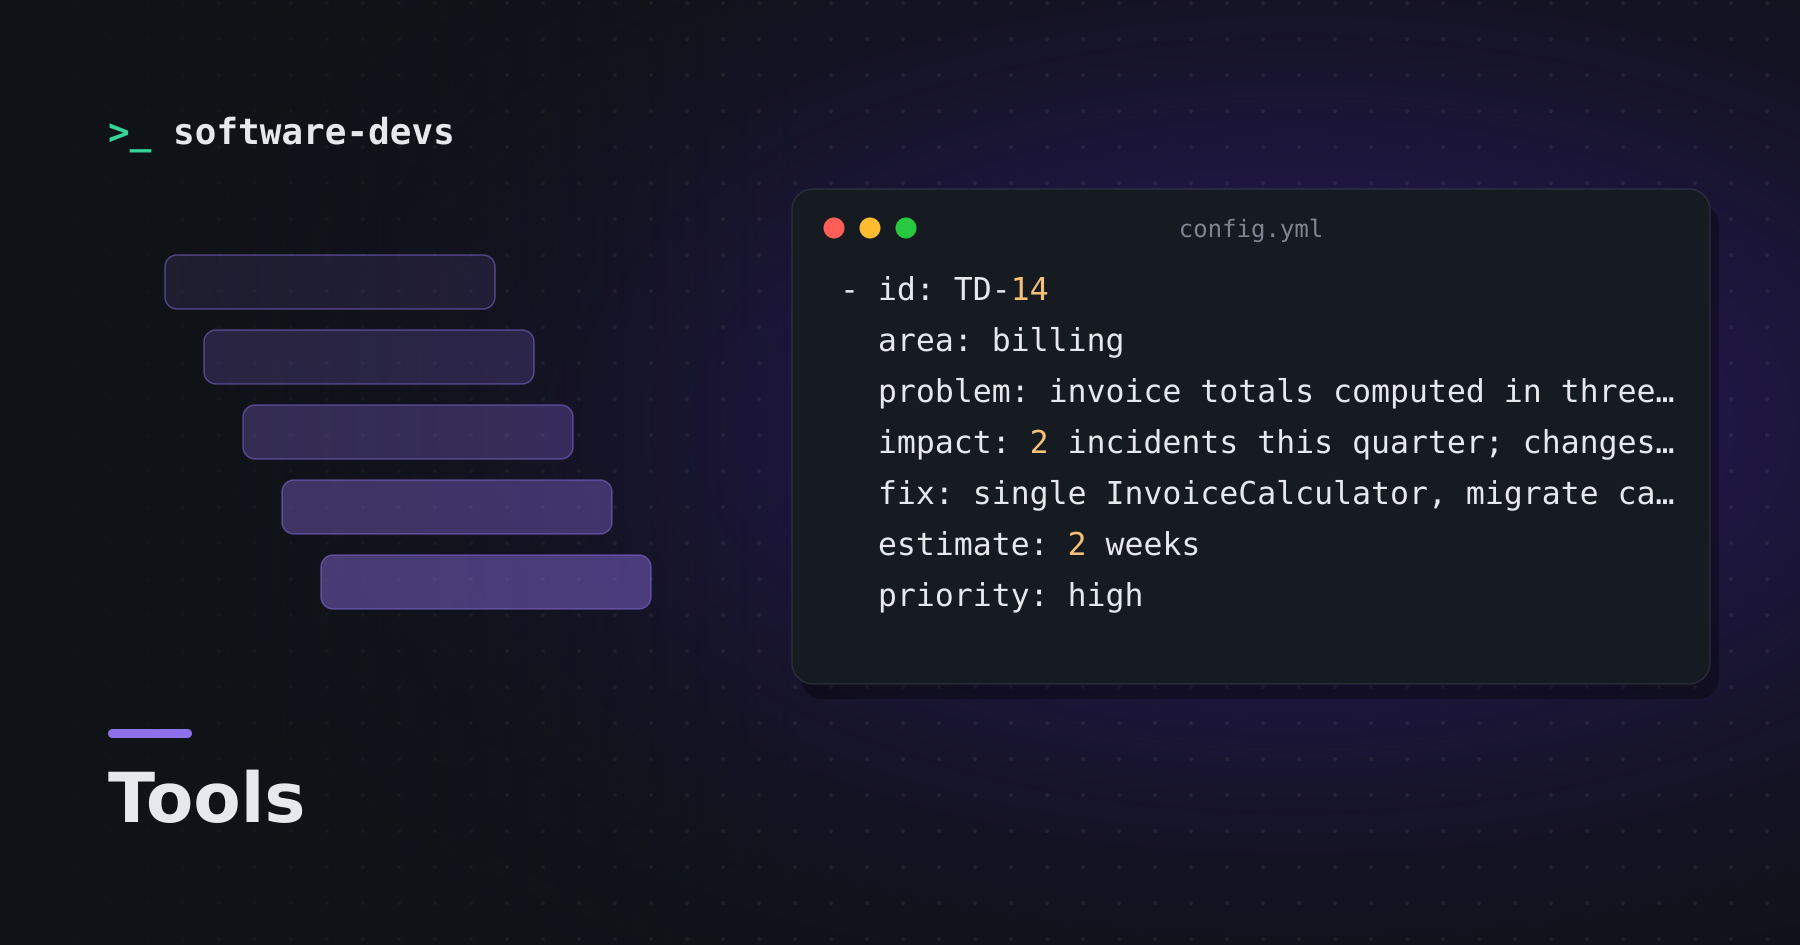 >_ software-devs
config.yml
- id: TD-14
area: billing
problem: invoice totals computed in three…
impact: 2 incidents this quarter; changes…
fix: single InvoiceCalculator, migrate ca…
estimate: 2 weeks
priority: high
Tools